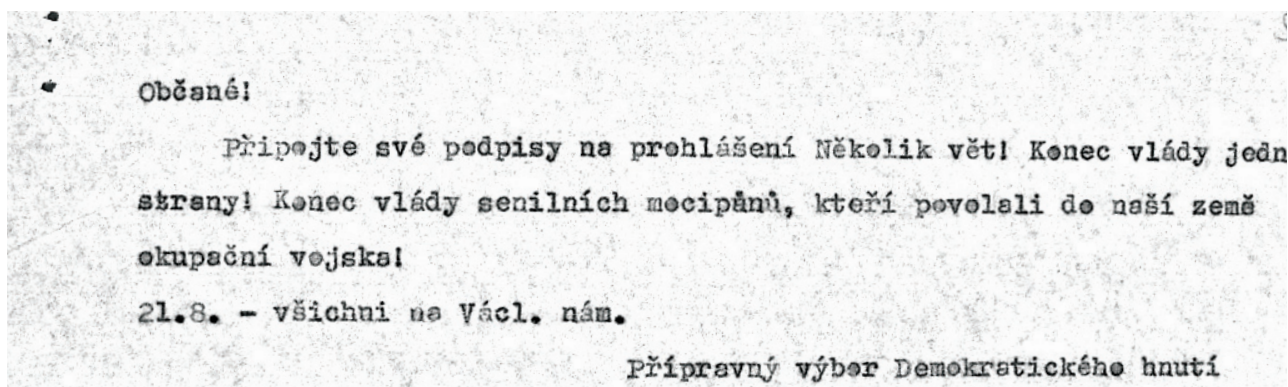 Občané!
Připojte své podpisy na prohlášení Několik vět! Konec vlády jedn
strany! Konec vlády senilních mocipánů, kteří povolali do naší země
okupační vojska!
21.8. - všichni na Václ. nám.
Přípravný výbor Demokratického hnutí